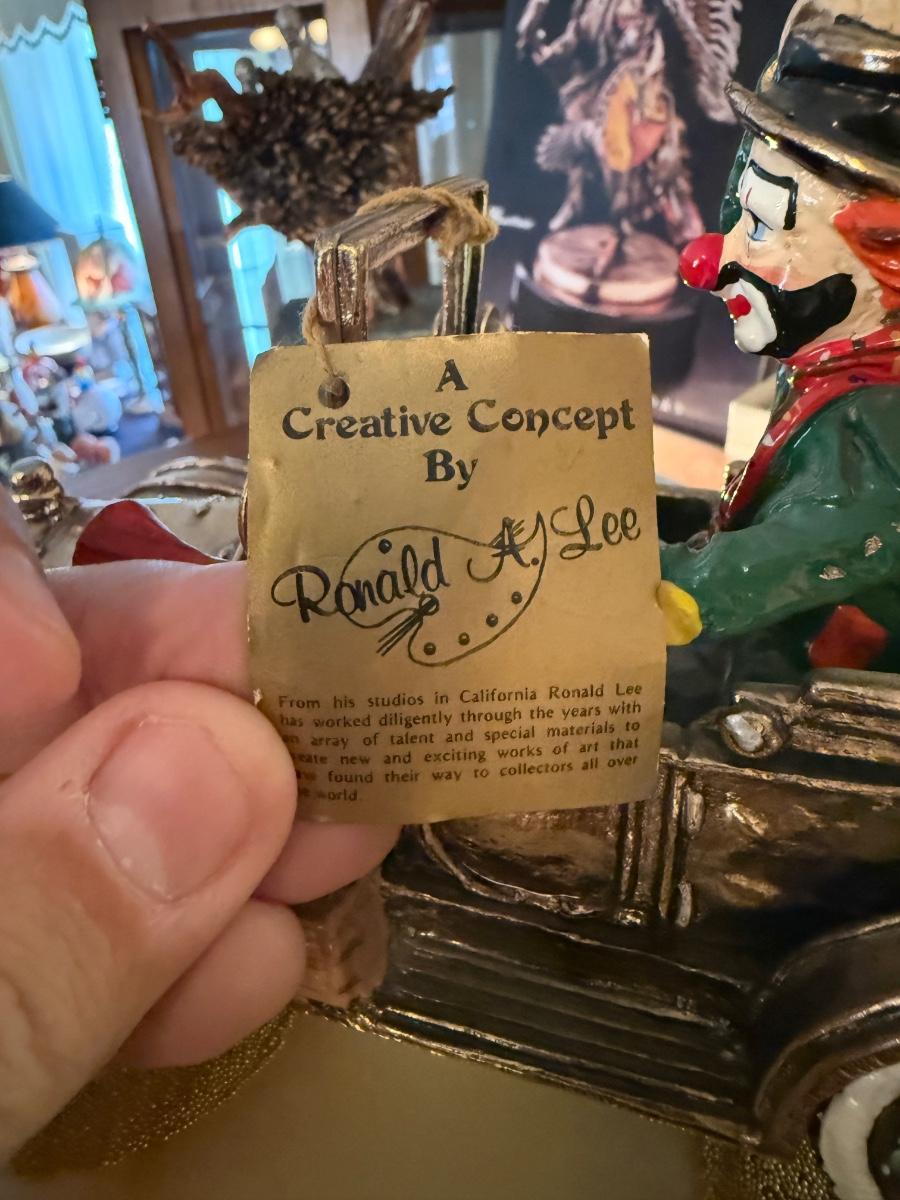 A
Creative Concept
By
Ronald A. Lee
From his studios in California Ronald Lee
has worked diligently through the years with
an array of talent and special materials to
eate new and exciting works of art that
found their way to collectors all over
world.